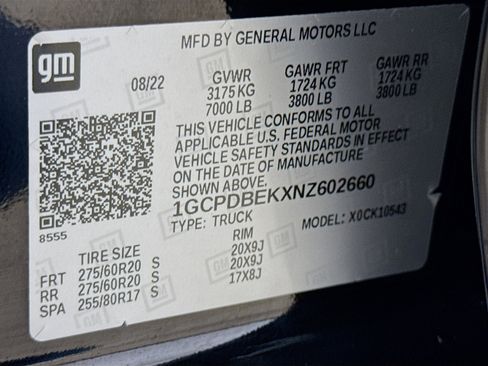 gm
MFD BY GENERAL MOTORS LLC
08/22 GVWR GAWR FRT GAWR RR
3175 KG 1724 KG 1724 KG
7000 LB 3800 LB 3800 LB
THIS VEHICLE CONFORMS TO ALL
APPLICABLE U.S. FEDERAL MOTOR
VEHICLE SAFETY STANDARDS IN EFFECT
ON THE DATE OF MANUFACTURE
SHOWN ABOVE.
1GCPDBEKXNZ602660
8555
TYPE: TRUCK MODEL: X0CK10543
TIRE SIZE RIM
FRT 275/60R20 S 20X9J
RR 275/60R20 S 20X9J
SPA 255/80R17 S 17X8J